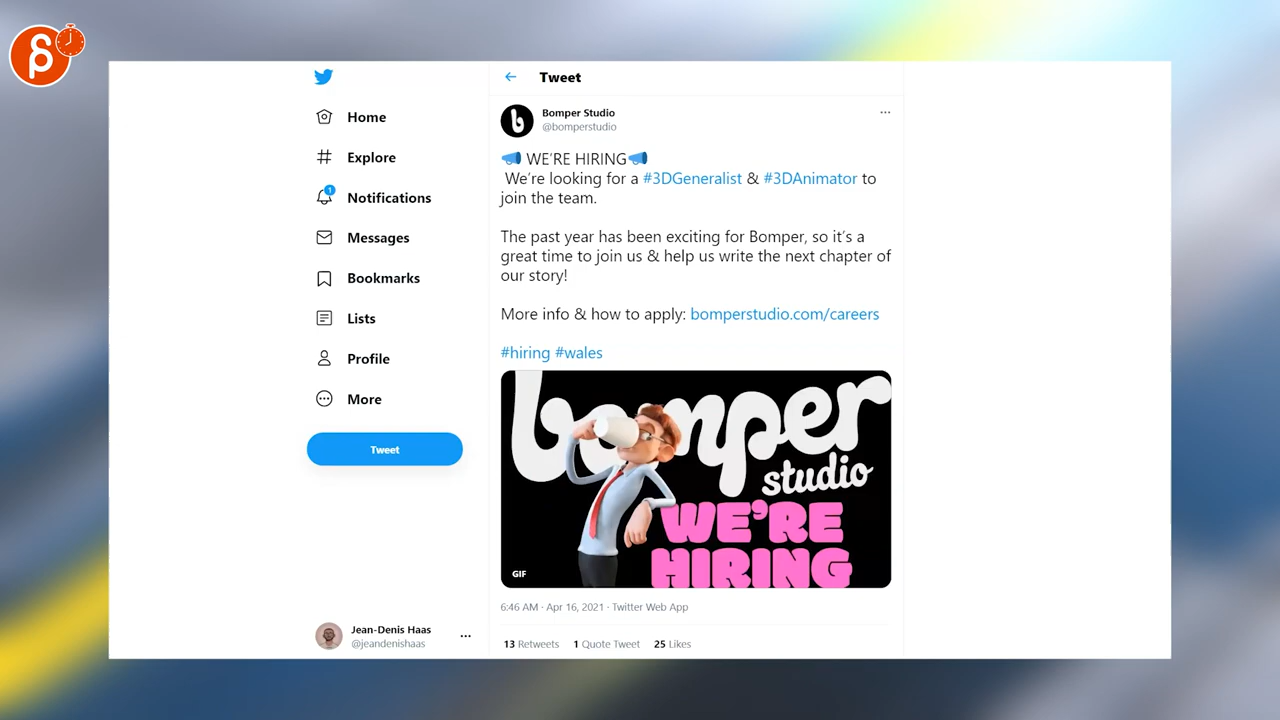 Tweet
Home
Explore
1
Notifications
Messages
Bookmarks
Lists
Profile
More
Tweet
Jean-Denis Haas
@jeandenishaas
Bomper Studio
@bomperstudio
📣 WE'RE HIRING📣
We're looking for a #3DGeneralist & #3DAnimator to
join the team.
The past year has been exciting for Bomper, so it's a
great time to join us & help us write the next chapter of
our story!
More info & how to apply: bomperstudio.com/careers
#hiring #wales
bomper
studio
WE'RE
HIRING
GIF
6:46 AM · Apr 16, 2021 · Twitter Web App
13 Retweets 1 Quote Tweet 25 Likes